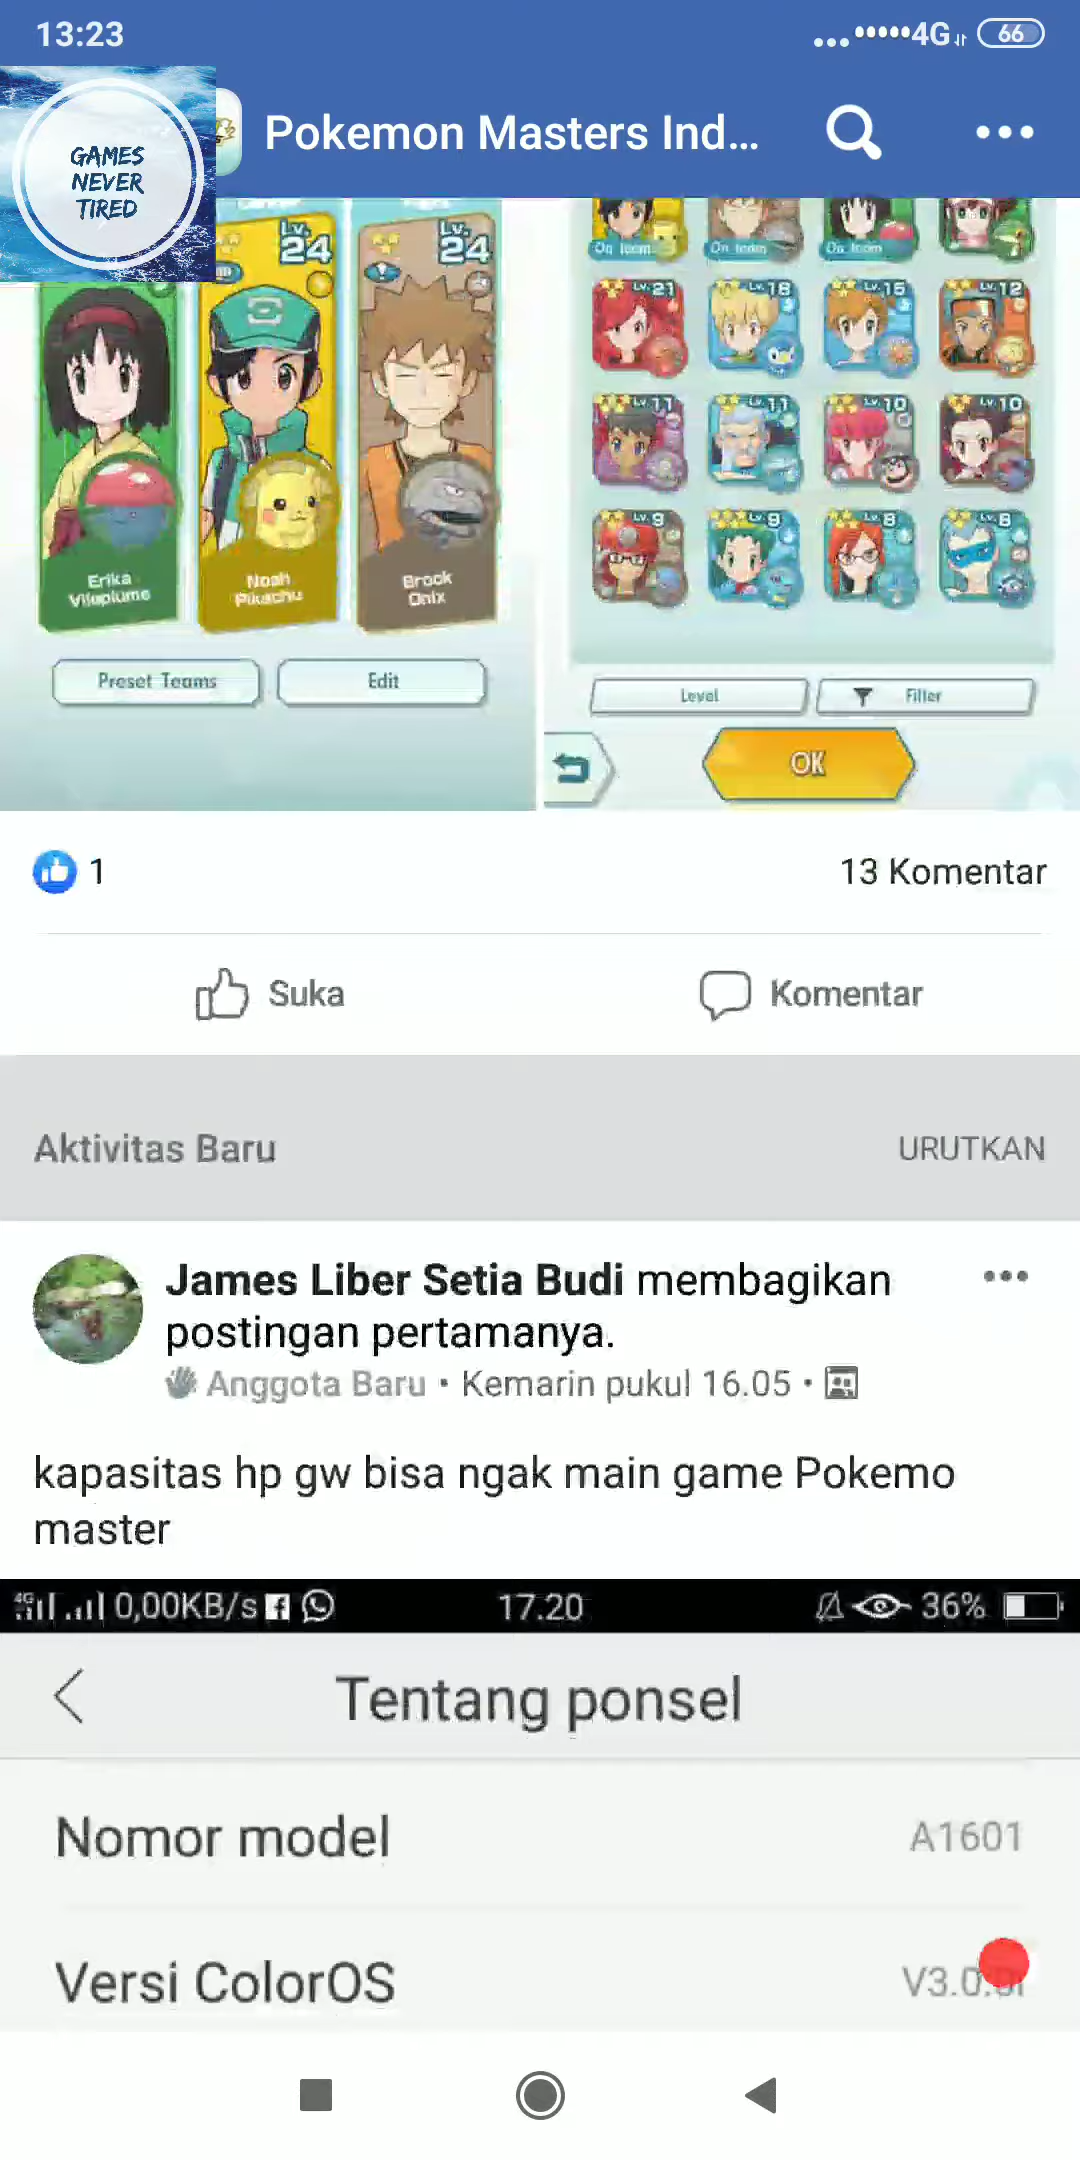 13:23
4G
66
GAMES
NEVER
TIRED
Pokemon Masters Ind...
Lv.
24
Lv.
24
Erika
Vileplume
Noah
Pikachu
Brock
Onix
Preset Teams
Edit
On team
On team
On team
Lv.21
Lv.18
Lv.15
Lv.12
Lv.11
Lv.11
Lv.10
Lv.10
Lv.9
Lv.9
Lv.8
Lv.8
Level
Filter
OK
1
13 Komentar
Suka
Komentar
Aktivitas Baru
URUTKAN
James Liber Setia Budi membagikan
postingan pertamanya.
Anggota Baru • Kemarin pukul 16.05 •
kapasitas hp gw bisa ngak main game Pokemo
master
4G 0,00KB/s
17.20
36%
Tentang ponsel
Nomor model
A1601
Versi ColorOS
V3.0.0i